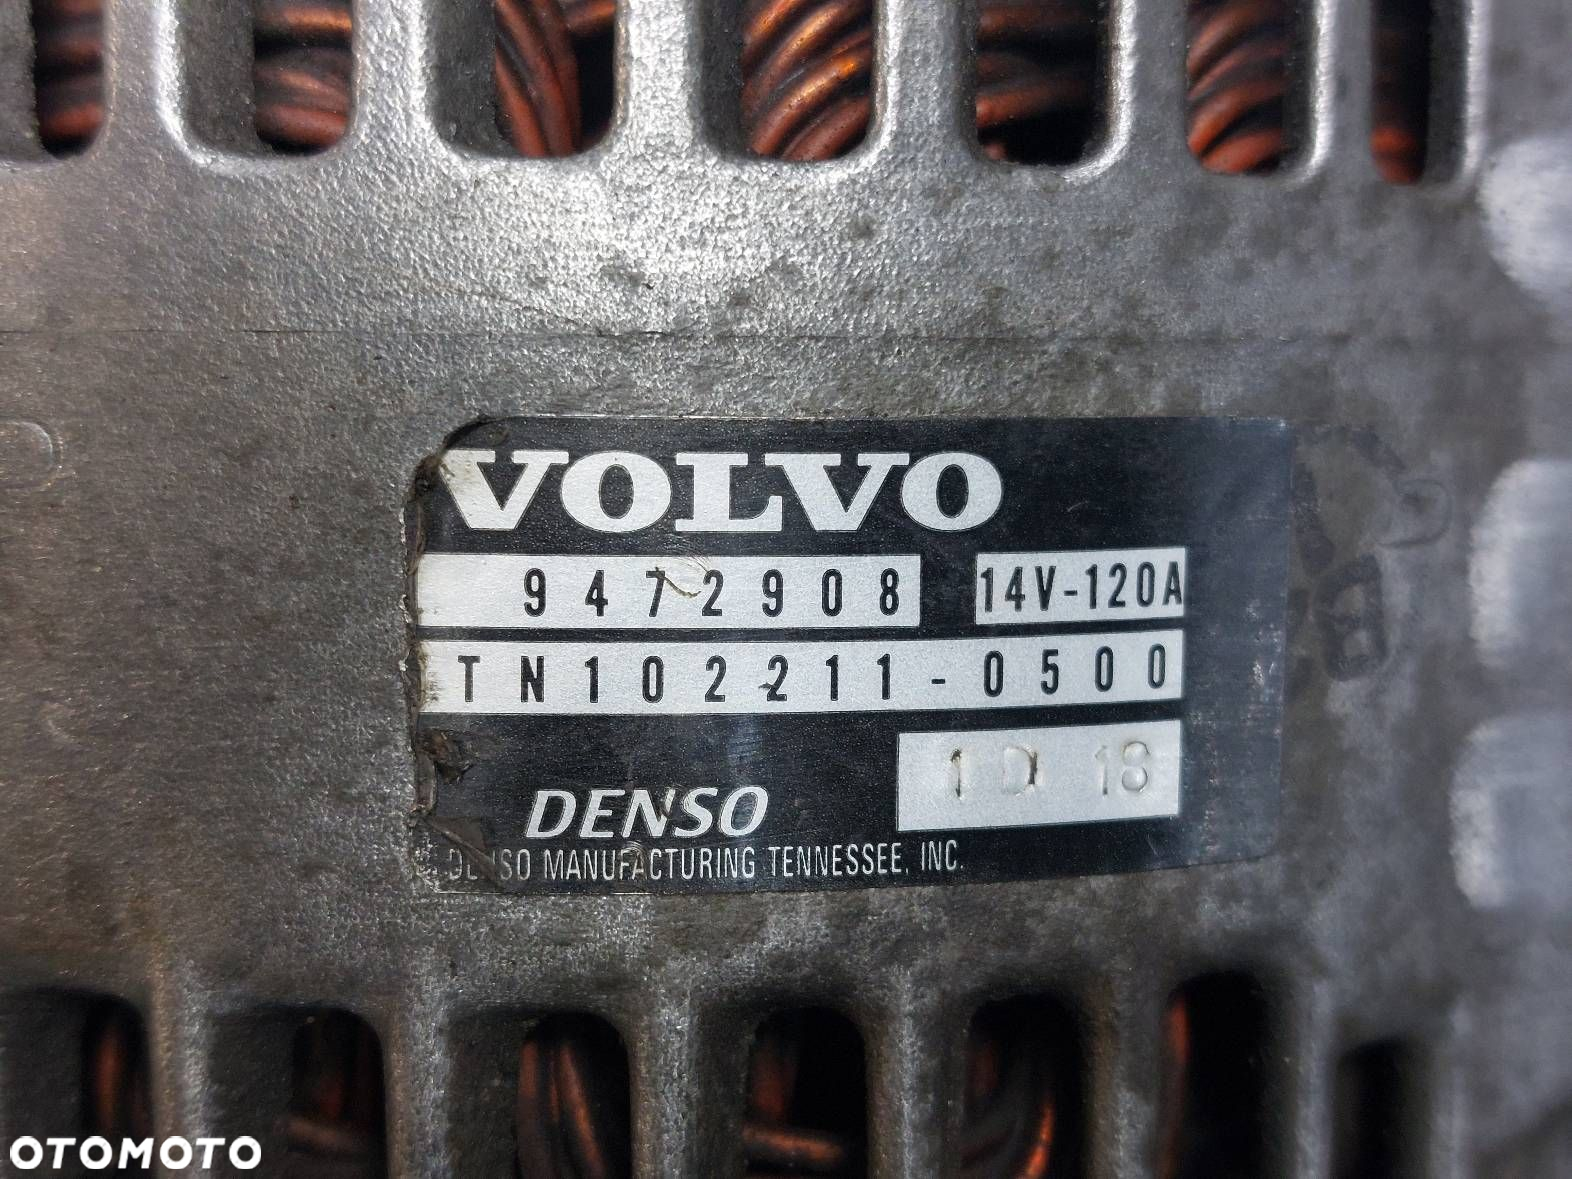 VOLVO
9472908 14V-120A
TN102211-0500
1D 18
DENSO
DENSO MANUFACTURING TENNESSEE, INC.
OTOMOTO